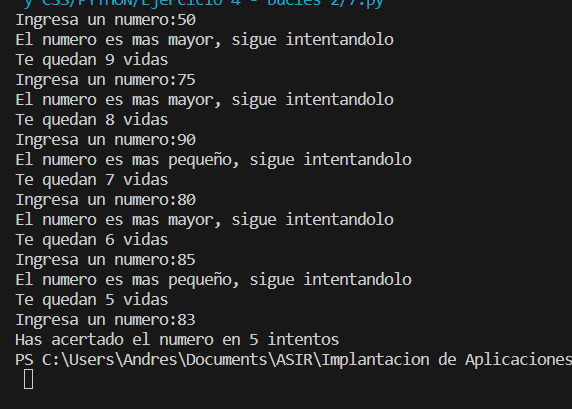 y CSS/PYTHON/Ejercicio 4 - Bucles 2/7.py
Ingresa un numero:50
El numero es mas mayor, sigue intentandolo
Te quedan 9 vidas
Ingresa un numero:75
El numero es mas mayor, sigue intentandolo
Te quedan 8 vidas
Ingresa un numero:90
El numero es mas pequeño, sigue intentandolo
Te quedan 7 vidas
Ingresa un numero:80
El numero es mas mayor, sigue intentandolo
Te quedan 6 vidas
Ingresa un numero:85
El numero es mas pequeño, sigue intentandolo
Te quedan 5 vidas
Ingresa un numero:83
Has acertado el numero en 5 intentos
PS C:\Users\Andres\Documents\ASIR\Implantacion de Aplicaciones